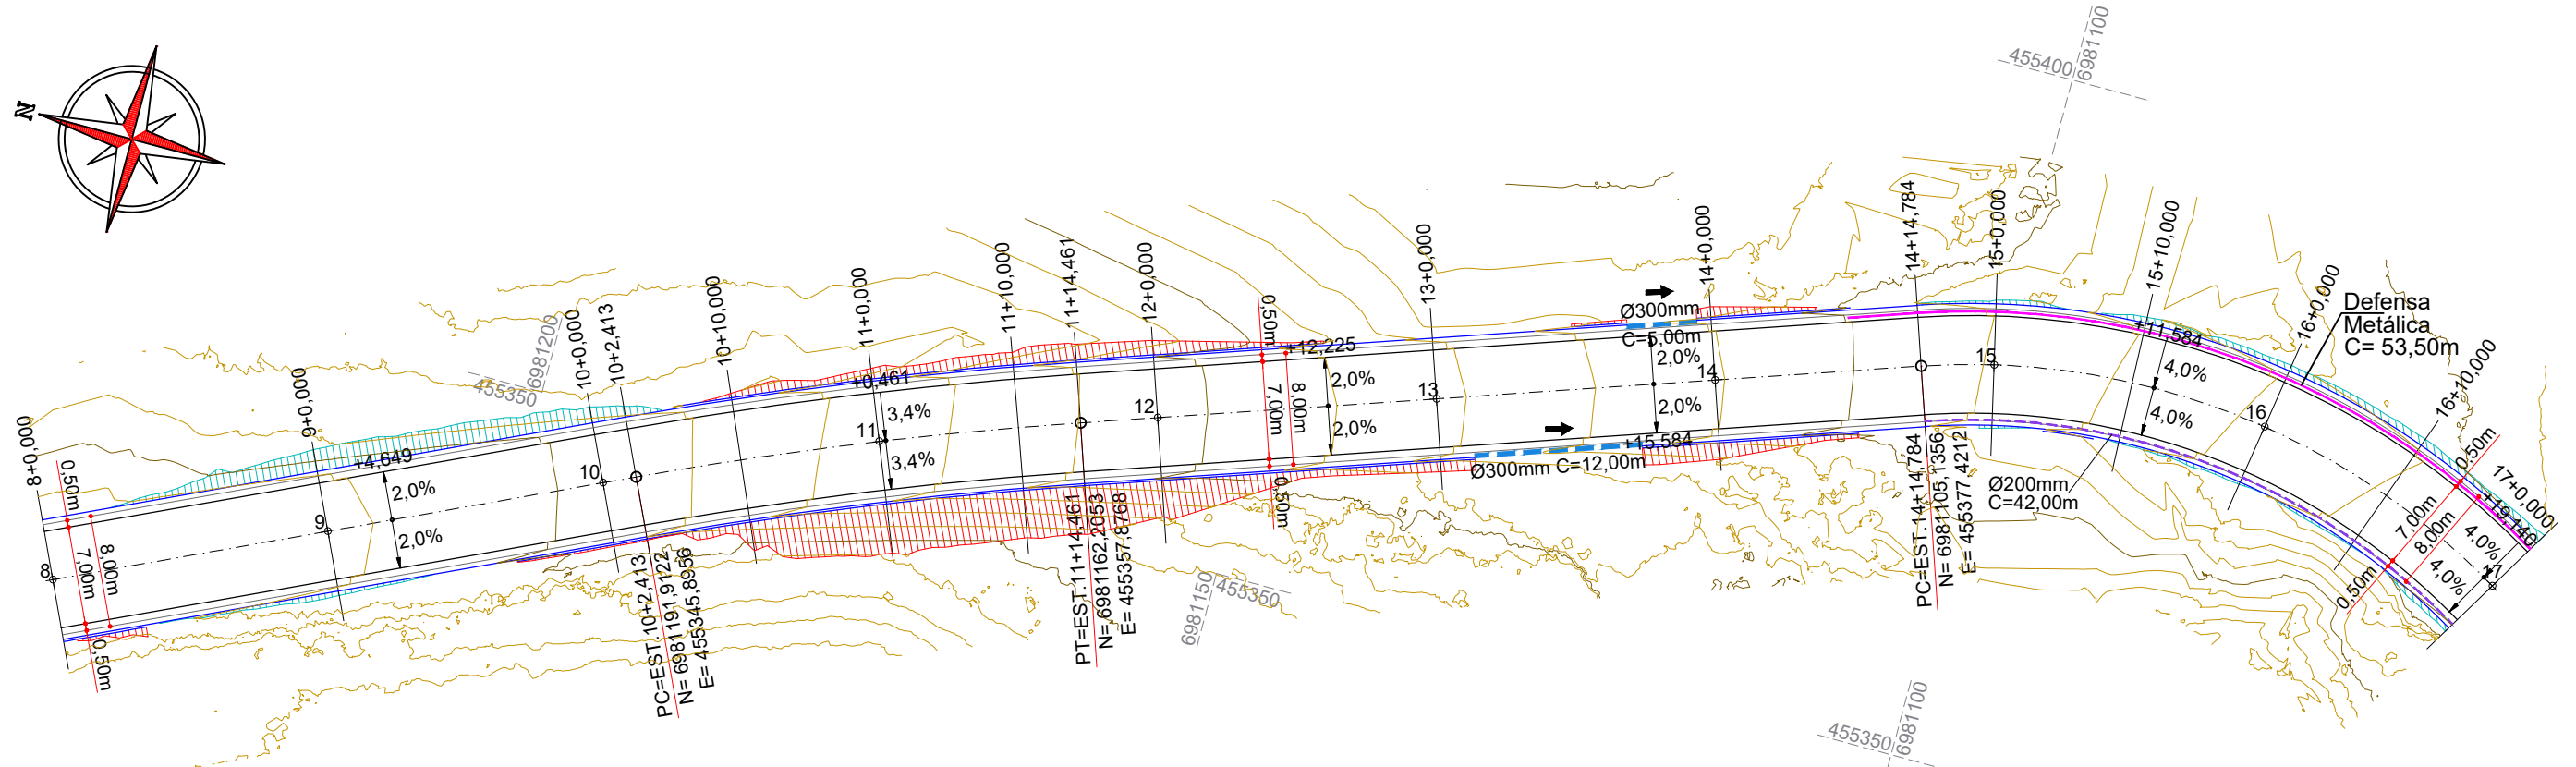 N
8+0,000
0,50m
7,00m
8,00m
0,50m
8
9+0,000
9
+4,649
2,0%
2,0%
455350
6981200
10+0,000
10+2,413
10
PC=EST.10+2,413
N= 6981191,9122
E= 455345,8956
10+10,000
11+0,000
+0,461
11
3,4%
3,4%
11+10,000
11+14,461
PT=EST.11+14,461
N= 6981162,2053
E= 455357,8768
12+0,000
12
6981150
455350
0,50m
+12,225
7,00m
8,00m
0,50m
2,0%
2,0%
13+0,000
13
Ø300mm
C=5,00m
2,0%
2,0%
+15,584
Ø300mm C=12,00m
14+0,000
14
14+14,784
PC=EST.14+14,784
N= 6981105,1356
E= 455377,4212
15+0,000
15
455400
6981100
15+10,000
+11,584
4,0%
4,0%
Ø200mm
C=42,00m
16+0,000
16
Defensa
Metálica
C= 53,50m
16+10,000
0,50m
7,00m
8,00m
0,50m
17+0,000
+19,140
4,0%
4,0%
17
455350
6981100